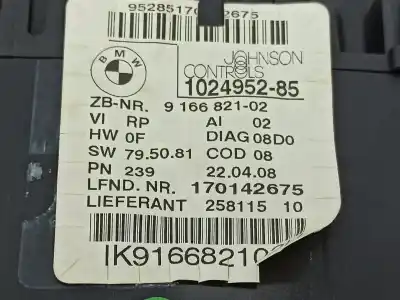 BMW
JOHNSON
CONTROLS
1024952-85
ZB-NR. 9 166 821-02
VI RP AI 02
HW 0F DIAG 08D0
SW 79.50.81 COD 08
PN 239 22.04.08
LFND. NR. 170142675
LIEFERANT 258115 10